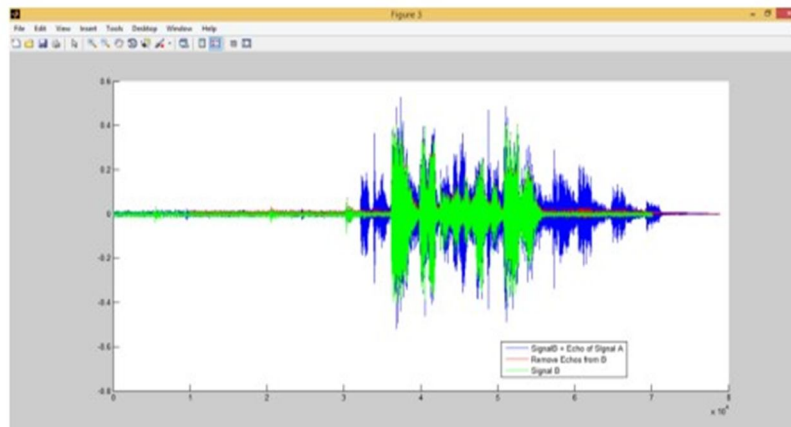 Figure 3
File Edit View Insert Tools Desktop Window Help
0.6
0.4
0.2
0
-0.2
-0.4
-0.6
-0.8
0 1 2 3 4 5 6 7 8
x 10^4
SignalB + Echo of Signal A
Remove Echos from B
Signal B